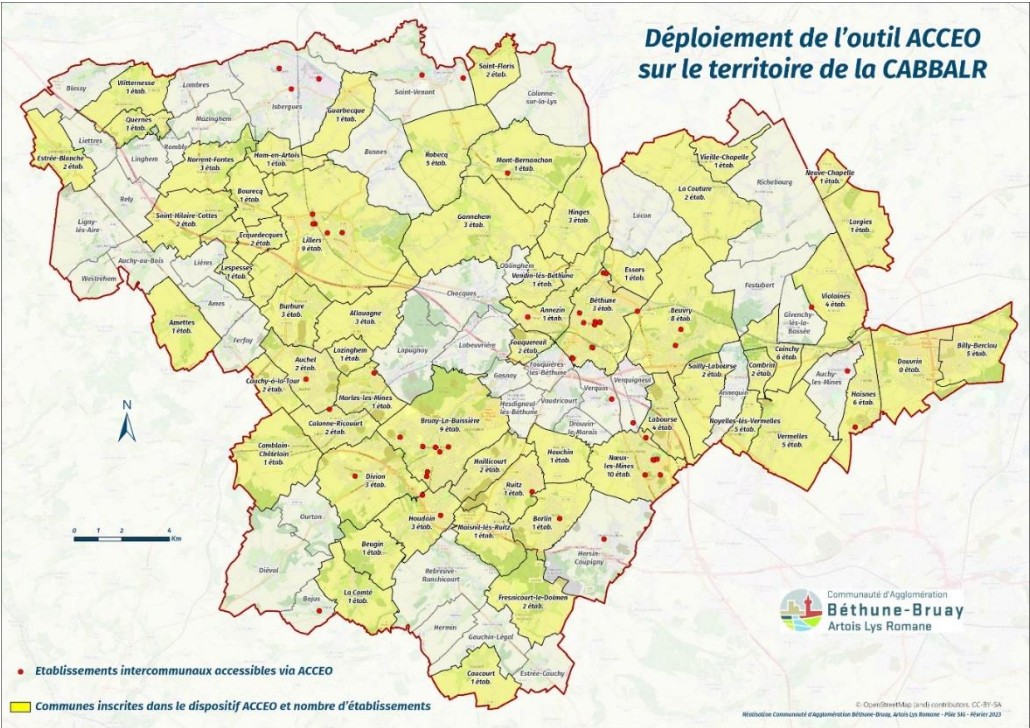 Déploiement de l'outil ACCEO
sur le territoire de la CABBALR
Witternesse
1 étab.
Blessy
Lambres
Isbergues
Saint-Venant
Saint-Floris
2 étab.
Calonne-
sur-la-Lys
Quernes
1 étab.
Mazinghem
Guarbecque
1 étab.
Liettres
Rombly
Linghem
Estrée-Blanche
2 étab.
Norrent-Fontes
3 étab.
Ham-en-Artois
1 étab.
Busnes
Robecq
5 étab.
Mont-Bernanchon
1 étab.
Vieille-Chapelle
1 étab.
Richebourg
Neuve-Chapelle
1 étab.
La Couture
2 étab.
Rely
Bourecq
1 étab.
Saint-Hilaire-Cottes
2 étab.
Ecquedecques
2 étab.
Lillers
9 étab.
Gonnehem
3 étab.
Hinges
3 étab.
Locon
Lorgies
1 étab.
Ligny-
lès-Aire
Auchy-au-Bois
Westrehem
Lières
Lespesses
1 étab.
Oblinghem
Vendin-lès-Béthune
1 étab.
Essars
1 étab.
Festubert
Ames
Amettes
1 étab.
Ferfay
Burbure
3 étab.
Allouagne
3 étab.
Chocques
Annezin
1 étab.
Béthune
3 étab.
Beuvry
8 étab.
Givenchy-
lès-la-
Bassée
Violaines
4 étab.
Lozinghem
1 étab.
Lapugnoy
Labeuvrière
Fouquereuil
2 étab.
Fouquières-
lès-Béthune
Auchel
2 étab.
Cauchy-à-la-Tour
2 étab.
Marles-les-Mines
1 étab.
Gosnay
Hesdigneul-
lès-Béthune
Vaudricourt
Verquin
Verquigneul
Drouvin-
le-Marais
Sailly-Labourse
2 étab.
Annequin
Cambrin
2 étab.
Cuinchy
6 étab.
Auchy-
les-Mines
Haisnes
6 étab.
Douvrin
0 étab.
Billy-Berclau
5 étab.
Calonne-Ricouart
2 étab.
Bruay-La-Buissière
9 étab.
Labourse
4 étab.
Noyelles-lès-Vermelles
5 étab.
Vermelles
5 étab.
Camblain-
Châtelain
1 étab.
Divion
3 étab.
Haillicourt
2 étab.
Houchin
1 étab.
Nœux-
les-Mines
10 étab.
Ruitz
1 étab.
Houdain
3 étab.
Maisnil-lès-Ruitz
1 étab.
Barlin
1 étab.
Hersin-
Coupigny
Ourton
Diéval
Beugin
1 étab.
Rebreuve-
Ranchicourt
La Comté
1 étab.
Bajus
Fresnicourt-le-Dolmen
2 étab.
Hermin
Gauchin-Légal
Caucourt
1 étab.
Estrée-Cauchy
N
0 1 2 4
Km
Communauté d'Agglomération
Béthune-Bruay
Artois Lys Romane
Etablissements intercommunaux accessibles via ACCEO
Communes inscrites dans le dispositif ACCEO et nombre d'établissements
© OpenStreetMap (and) contributors, CC-BY-SA
Réalisation Communauté d'Agglomération Béthune-Bruay, Artois Lys Romane - Pôle SIG - Février 2023